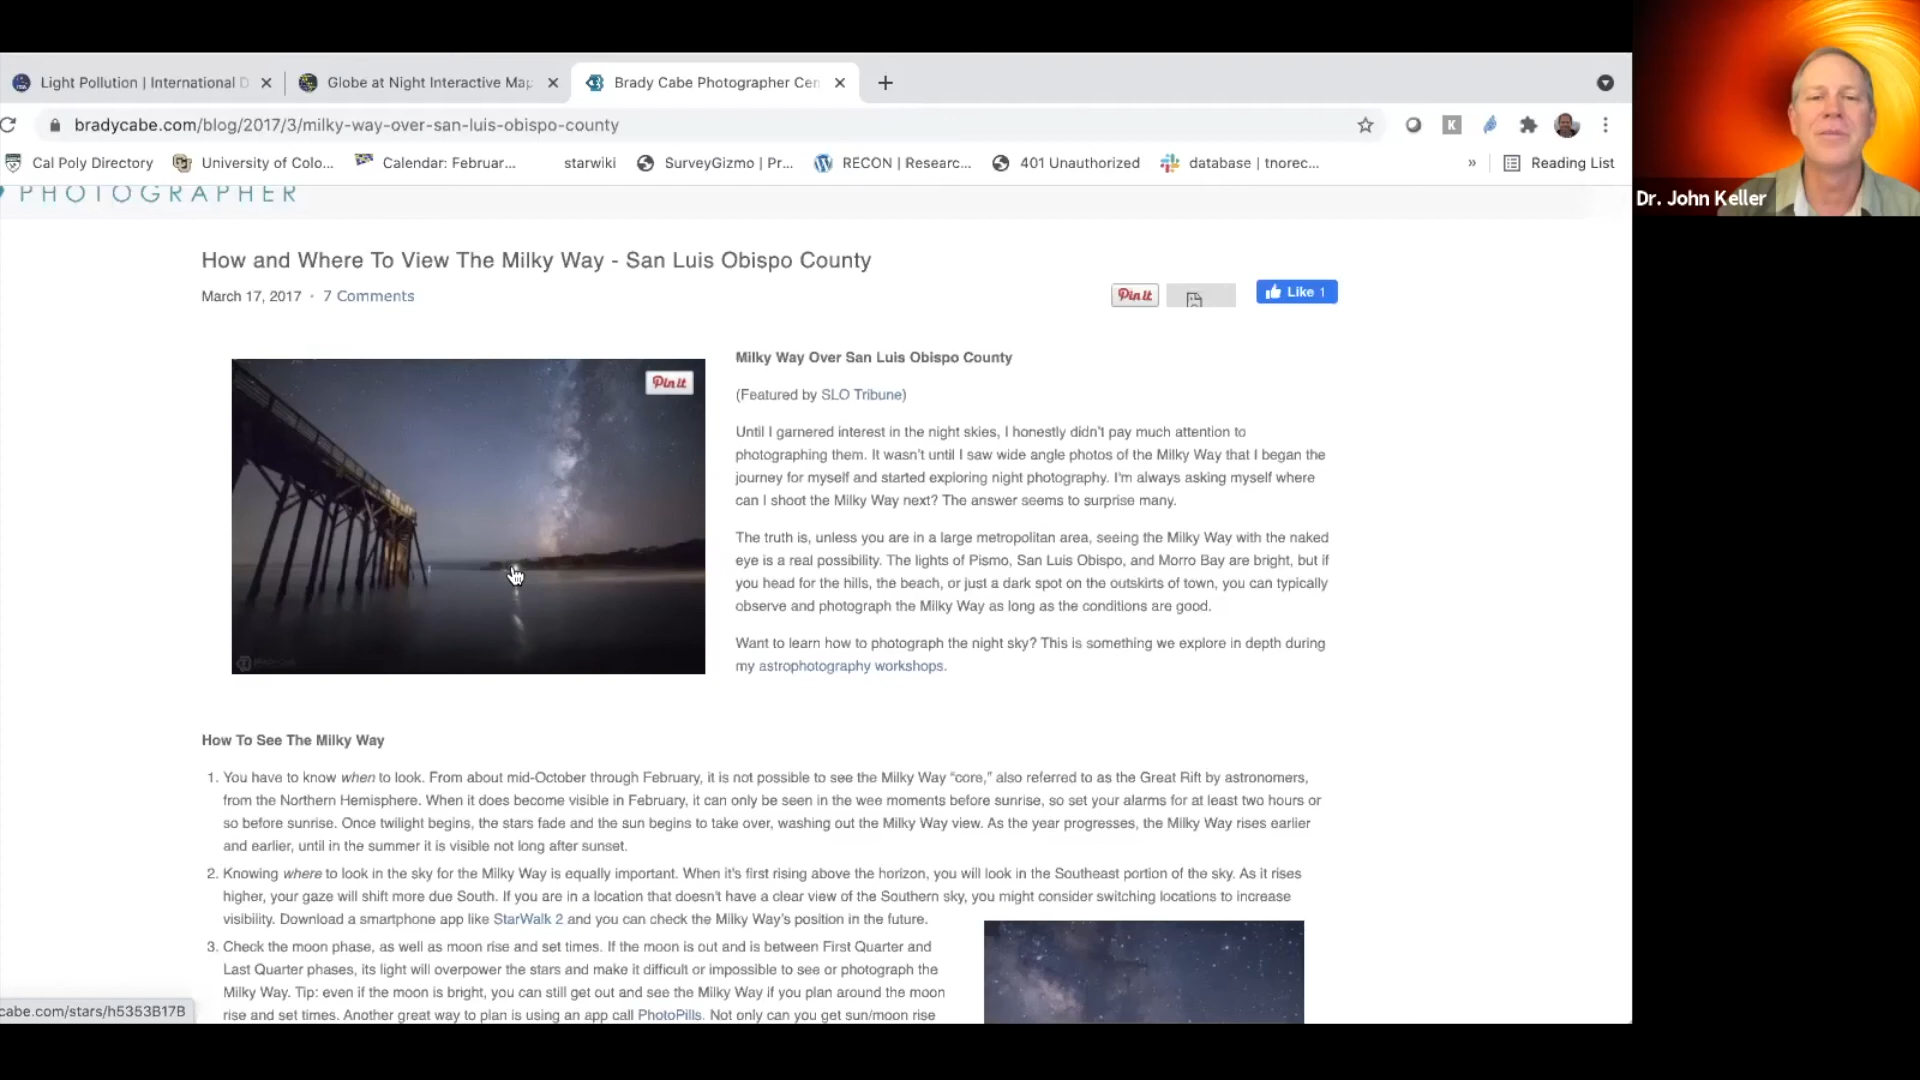 Light Pollution | International D
Globe at Night Interactive Map
Brady Cabe Photographer Cen
bradycabe.com/blog/2017/3/milky-way-over-san-luis-obispo-county
Cal Poly Directory
University of Colo...
Calendar: Februar...
starwiki
SurveyGizmo | Pr...
RECON | Researc...
401 Unauthorized
database | tnorec...
»
Reading List
Dr. John Keller
PHOTOGRAPHER
How and Where To View The Milky Way - San Luis Obispo County
March 17, 2017 · 7 Comments
Pin it
Like 1
Pin it
Milky Way Over San Luis Obispo County
(Featured by SLO Tribune)
Until I garnered interest in the night skies, I honestly didn't pay much attention to
photographing them. It wasn't until I saw wide angle photos of the Milky Way that I began the
journey for myself and started exploring night photography. I'm always asking myself where
can I shoot the Milky Way next? The answer seems to surprise many.
The truth is, unless you are in a large metropolitan area, seeing the Milky Way with the naked
eye is a real possibility. The lights of Pismo, San Luis Obispo, and Morro Bay are bright, but if
you head for the hills, the beach, or just a dark spot on the outskirts of town, you can typically
observe and photograph the Milky Way as long as the conditions are good.
Want to learn how to photograph the night sky? This is something we explore in depth during
my astrophotography workshops.
How To See The Milky Way
1. You have to know when to look. From about mid-October through February, it is not possible to see the Milky Way “core,” also referred to as the Great Rift by astronomers,
from the Northern Hemisphere. When it does become visible in February, it can only be seen in the wee moments before sunrise, so set your alarms for at least two hours or
so before sunrise. Once twilight begins, the stars fade and the sun begins to take over, washing out the Milky Way view. As the year progresses, the Milky Way rises earlier
and earlier, until in the summer it is visible not long after sunset.
2. Knowing where to look in the sky for the Milky Way is equally important. When it's first rising above the horizon, you will look in the Southeast portion of the sky. As it rises
higher, your gaze will shift more due South. If you are in a location that doesn't have a clear view of the Southern sky, you might consider switching locations to increase
visibility. Download a smartphone app like StarWalk 2 and you can check the Milky Way's position in the future.
3. Check the moon phase, as well as moon rise and set times. If the moon is out and is between First Quarter and
Last Quarter phases, its light will overpower the stars and make it difficult or impossible to see or photograph the
Milky Way. Tip: even if the moon is bright, you can still get out and see the Milky Way if you plan around the moon
rise and set times. Another great way to plan is using an app call PhotoPills. Not only can you get sun/moon rise
cabe.com/stars/h5353B17B